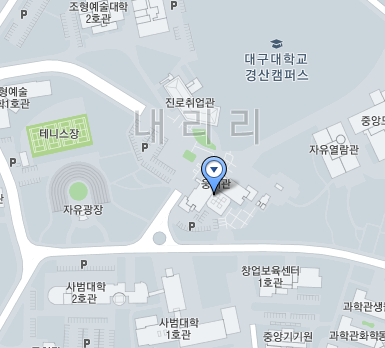 조형예술대학
2호관
P
P
대구대학교
경산캠퍼스
형예술
학1호관
P
진로취업관
내리리
중앙도
테니스장
P
P
자유열람관
자유광장
P
P
창업보육센터
1호관
사범대학
2호관
과학관생
사범대학
1호관
중앙기기원
과학관화학동